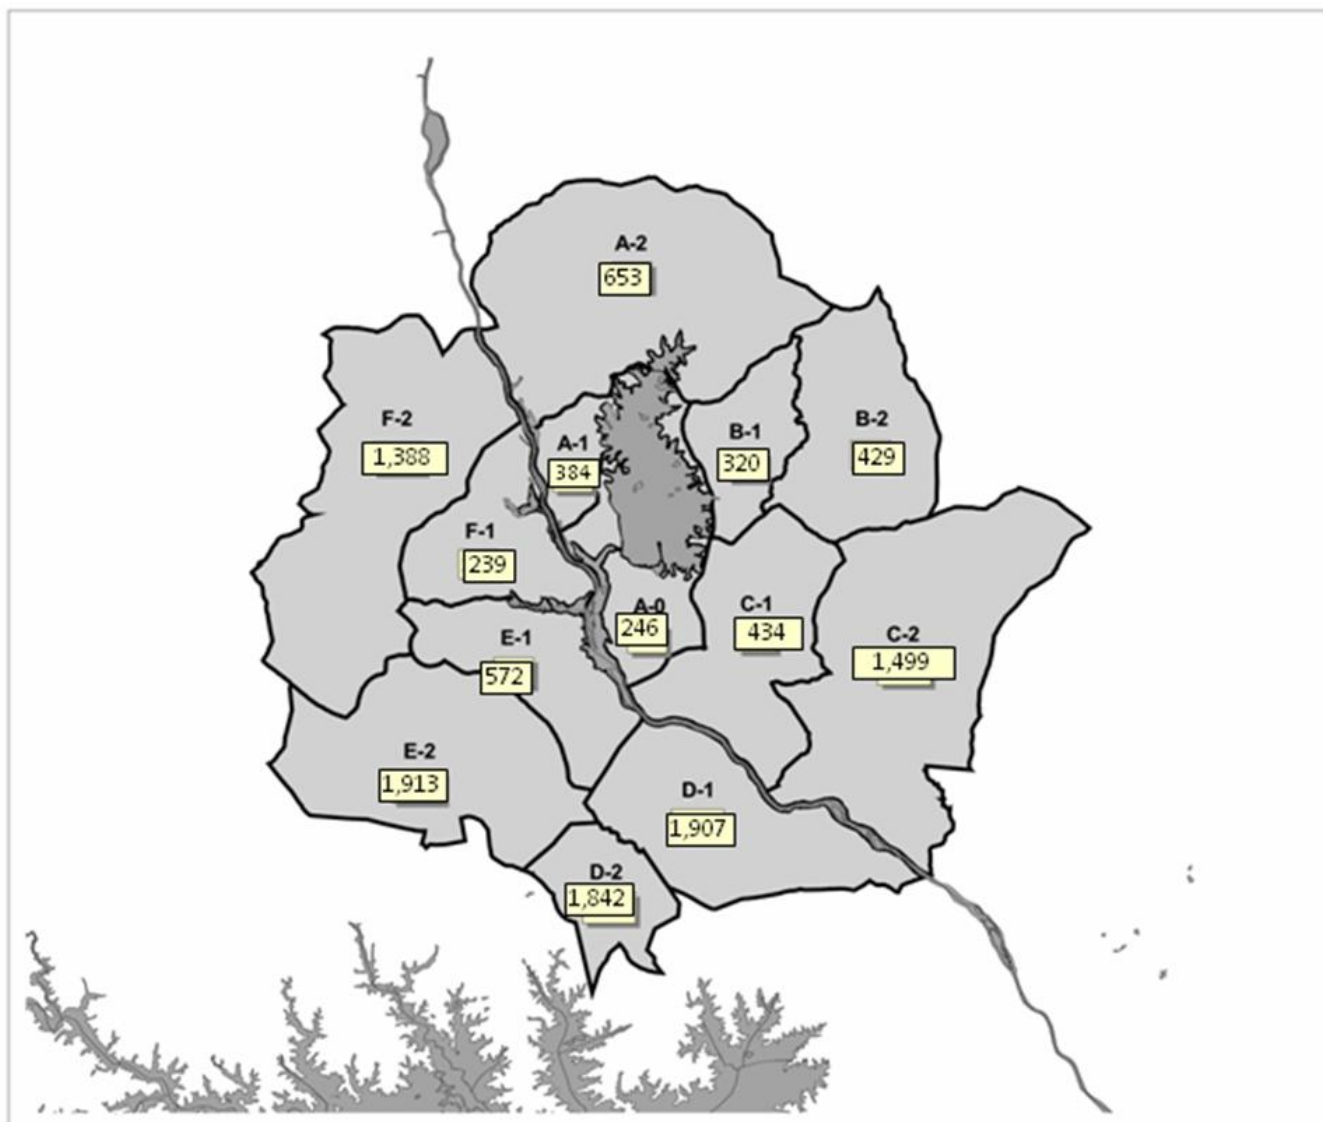 A-2
653
F-2
1,388
A-1
384
B-1
320
B-2
429
F-1
239
A-0
246
C-1
434
C-2
1,499
E-1
572
E-2
1,913
D-1
1,907
D-2
1,842